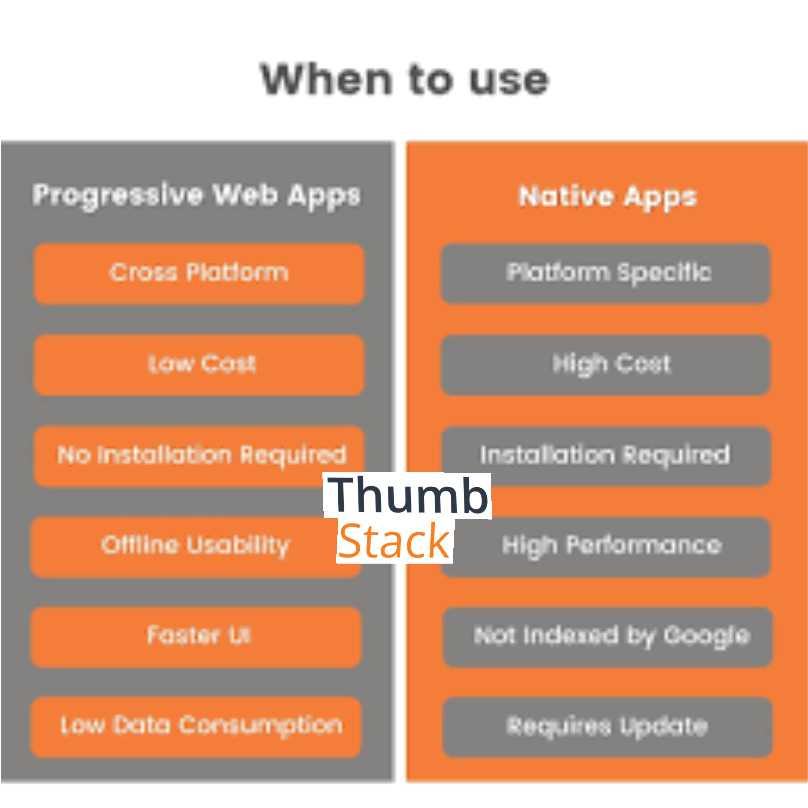 When to use
Progressive Web Apps
Cross Platform
Low Cost
No Installation Required
Offline Usability
Faster UI
Low Data Consumption
Native Apps
Platform Specific
High Cost
Installation Required
High Performance
Not Indexed by Google
Requires Update
Thumb
Stack